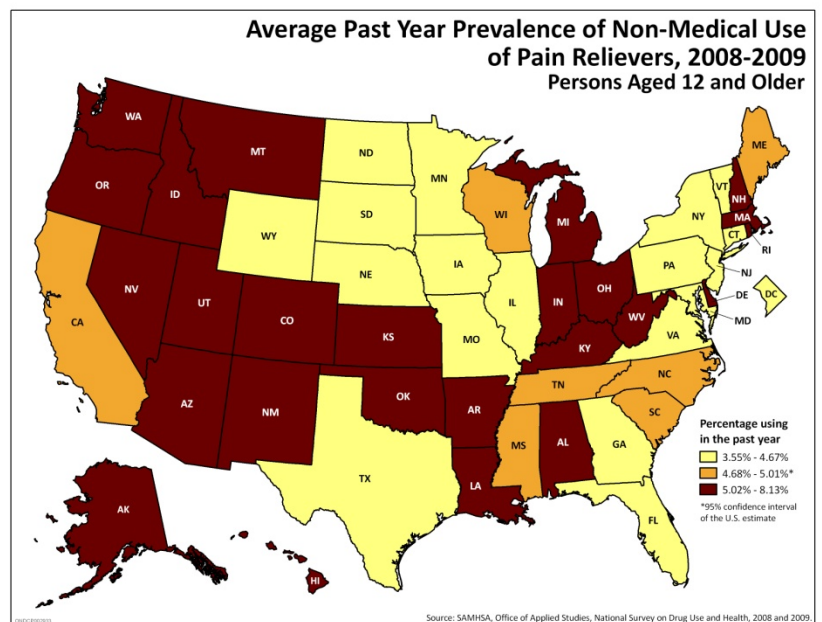 Average Past Year Prevalence of Non-Medical Use
of Pain Relievers, 2008-2009
Persons Aged 12 and Older
WA
MT
ND
MN
ME
OR
ID
SD
WI
MI
VT
NH
NY
MA
CT
RI
WY
IA
PA
NJ
NE
IL
IN
OH
DE
DC
MD
NV
UT
CO
KS
MO
WV
VA
CA
KY
NC
TN
AZ
NM
OK
AR
SC
MS
AL
GA
TX
LA
FL
AK
HI
Percentage using
in the past year
3.55% - 4.67%
4.68% - 5.01%*
5.02% - 8.13%
*95% confidence interval
of the U.S. estimate
Source: SAMHSA, Office of Applied Studies, National Survey on Drug Use and Health, 2008 and 2009.